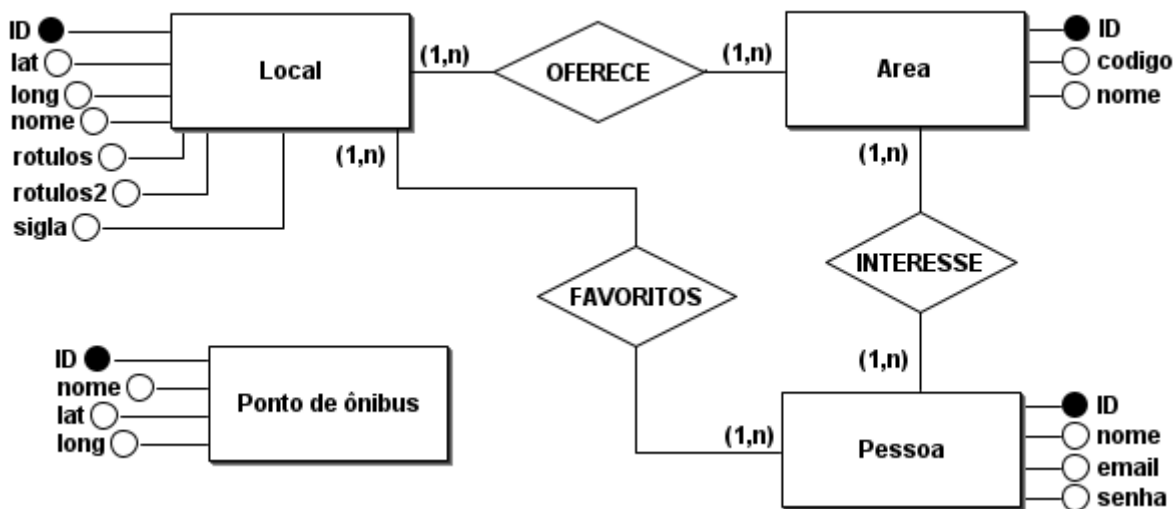 ID
lat
long
nome
rotulos
rotulos2
sigla
Local
(1,n)
OFERECE
(1,n)
Area
ID
codigo
nome
(1,n)
(1,n)
FAVORITOS
INTERESSE
ID
nome
lat
long
Ponto de ônibus
(1,n)
(1,n)
Pessoa
ID
nome
email
senha